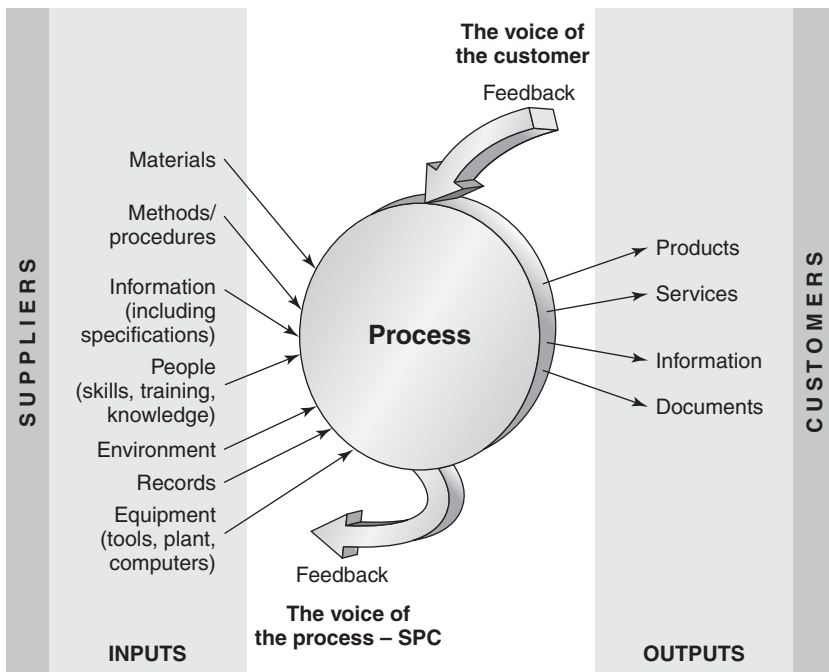 The voice of
the customer
Feedback
SUPPLIERS
Materials
Methods/
procedures
Information
(including
specifications)
People
(skills, training,
knowledge)
Environment
Records
Equipment
(tools, plant,
computers)
INPUTS
Process
Feedback
The voice of
the process – SPC
Products
Services
Information
Documents
OUTPUTS
CUSTOMERS